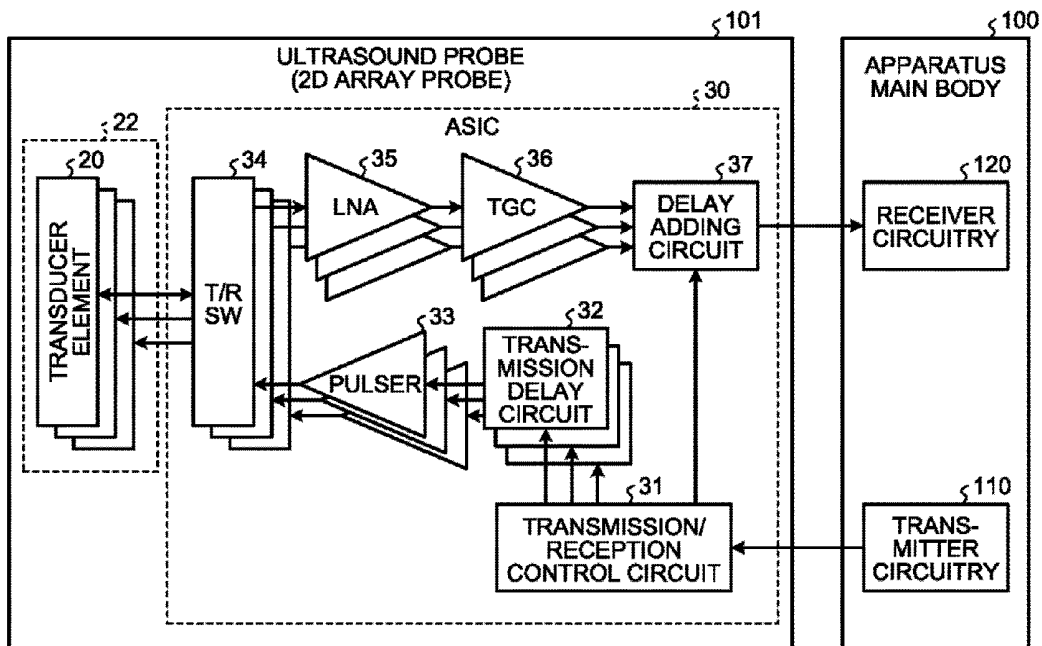 101
100
ULTRASOUND PROBE
(2D ARRAY PROBE)
APPARATUS
MAIN BODY
30
ASIC
22
20
TRANSDUCER
ELEMENT
34
T/R
SW
35
LNA
36
TGC
37
DELAY
ADDING
CIRCUIT
120
RECEIVER
CIRCUITRY
33
PULSER
32
TRANS-
MISSION
DELAY
CIRCUIT
31
TRANSMISSION/
RECEPTION
CONTROL CIRCUIT
110
TRANS-
MITTER
CIRCUITRY